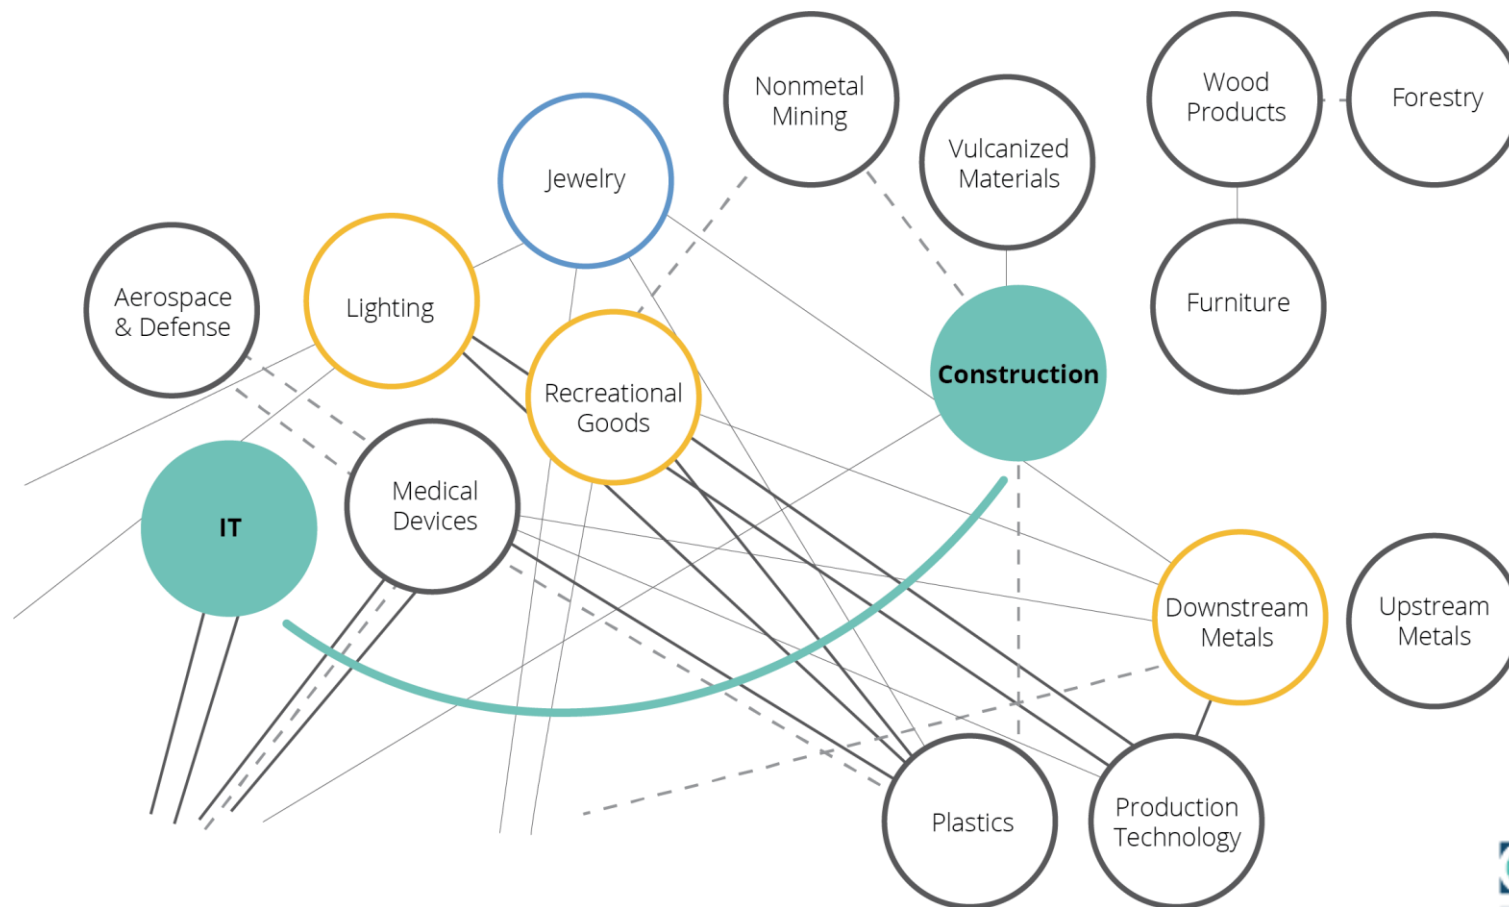 Nonmetal
Mining
Wood
Products
Forestry
Vulcanized
Materials
Jewelry
Aerospace
& Defense
Lighting
Furniture
Construction
Recreational
Goods
Medical
Devices
IT
Downstream
Metals
Upstream
Metals
Plastics
Production
Technology